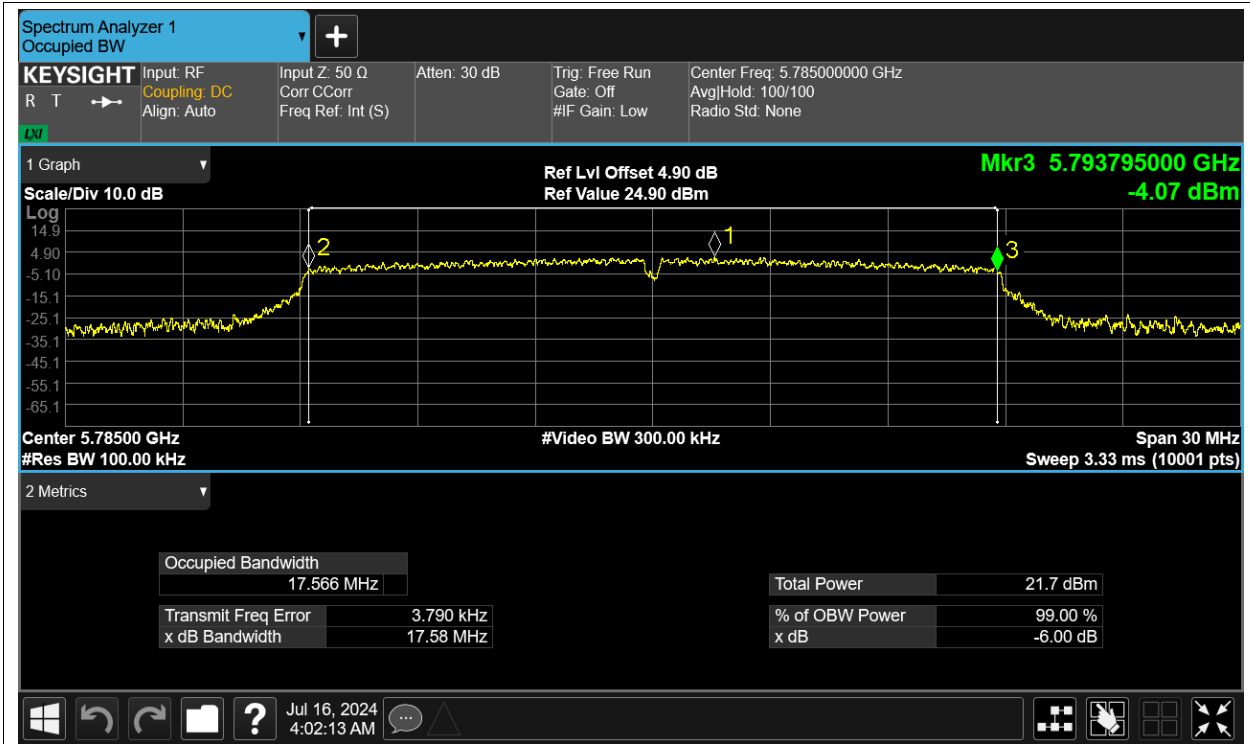 Spectrum Analyzer 1
Occupied BW
KEYSIGHT
R T
LXI
Input: RF
Coupling: DC
Align: Auto
Input Z: 50 Ω
Corr CCorr
Freq Ref: Int (S)
Atten: 30 dB
Trig: Free Run
Gate: Off
#IF Gain: Low
Center Freq: 5.785000000 GHz
Avg|Hold: 100/100
Radio Std: None
1 Graph
Scale/Div 10.0 dB
Ref Lvl Offset 4.90 dB
Ref Value 24.90 dBm
Mkr3 5.793795000 GHz
-4.07 dBm
Log
14.9
4.90
-5.10
-15.1
-25.1
-35.1
-45.1
-55.1
-65.1
2
1
3
Center 5.78500 GHz
#Res BW 100.00 kHz
#Video BW 300.00 kHz
Span 30 MHz
Sweep 3.33 ms (10001 pts)
2 Metrics
Occupied Bandwidth
17.566 MHz
Transmit Freq Error 3.790 kHz
x dB Bandwidth 17.58 MHz
Total Power 21.7 dBm
% of OBW Power 99.00 %
x dB -6.00 dB
?
Jul 16, 2024
4:02:13 AM